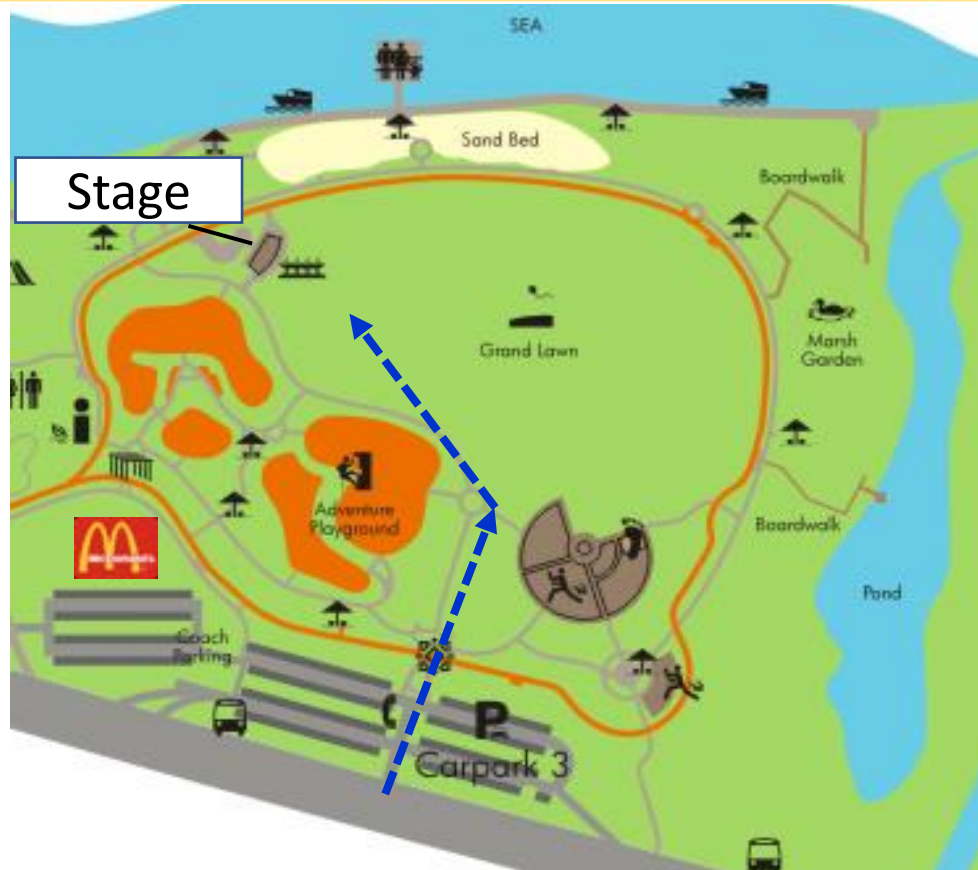 SEA
Sand Bed
Stage
Boardwalk
Grand Lawn
Marsh
Garden
Adventure
Playground
Boardwalk
Pond
Coach
Parking
P
Carpark 3